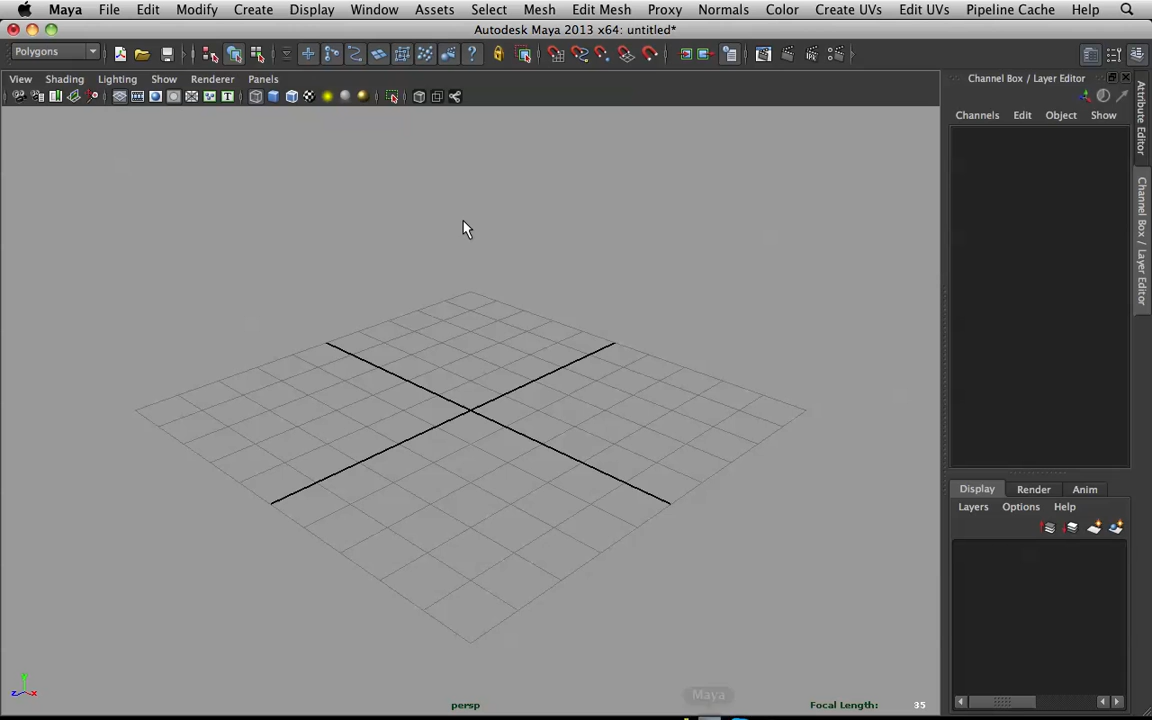 Maya File Edit Modify Create Display Window Assets Select Mesh Edit Mesh Proxy Normals Color Create UVs Edit UVs Pipeline Cache Help
Autodesk Maya 2013 x64: untitled*
Polygons
View Shading Lighting Show Renderer Panels
Channel Box / Layer Editor
Channels Edit Object Show
Attribute Editor
Channel Box / Layer Editor
Display Render Anim
Layers Options Help
y
z x
Maya
persp
Focal Length: 35